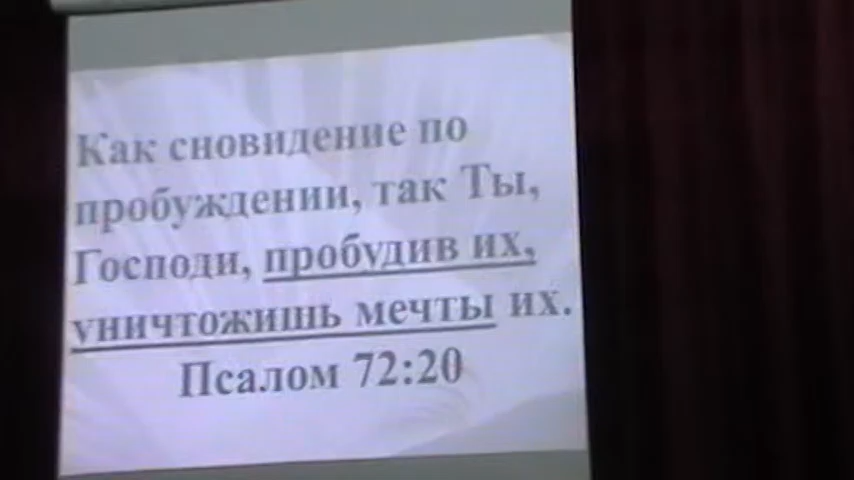 Как сновидение по
пробуждении, так Ты,
Господи, пробудив их,
уничтожишь мечты их.
Псалом 72:20